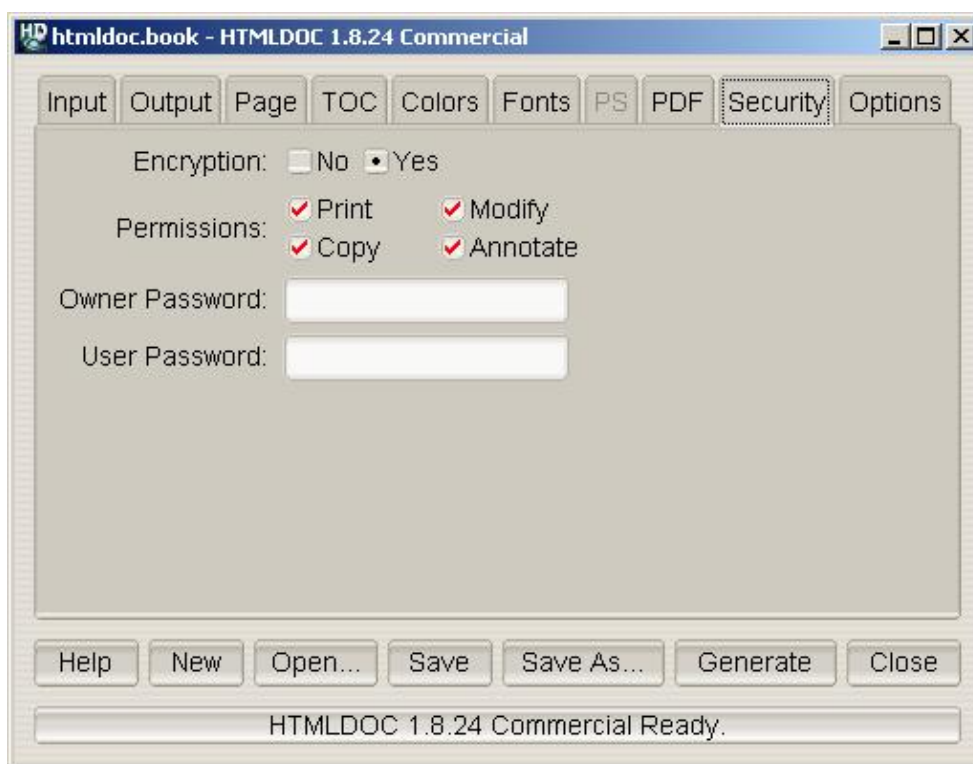 HD htmldoc.book - HTMLDOC 1.8.24 Commercial
Input Output Page TOC Colors Fonts PS PDF Security Options
Encryption: No Yes
Permissions: Print Modify
Copy Annotate
Owner Password:
User Password:
Help New Open... Save Save As... Generate Close
HTMLDOC 1.8.24 Commercial Ready.